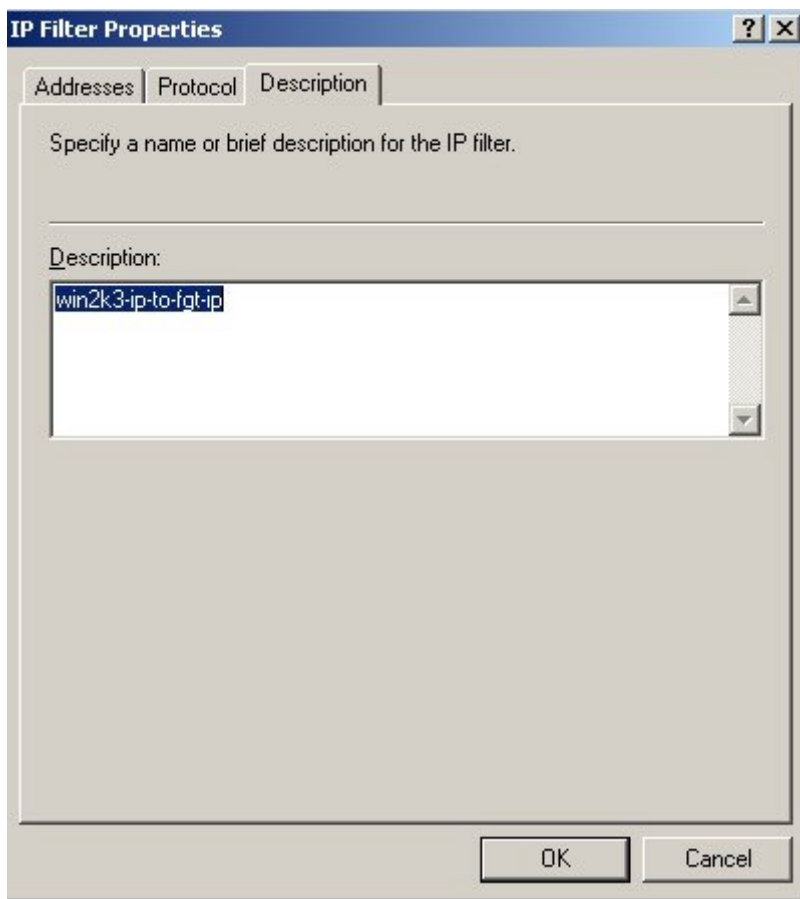 IP Filter Properties
Addresses Protocol Description
Specify a name or brief description for the IP filter.
Description:
win2k3-ip-to-fgt-ip
OK Cancel